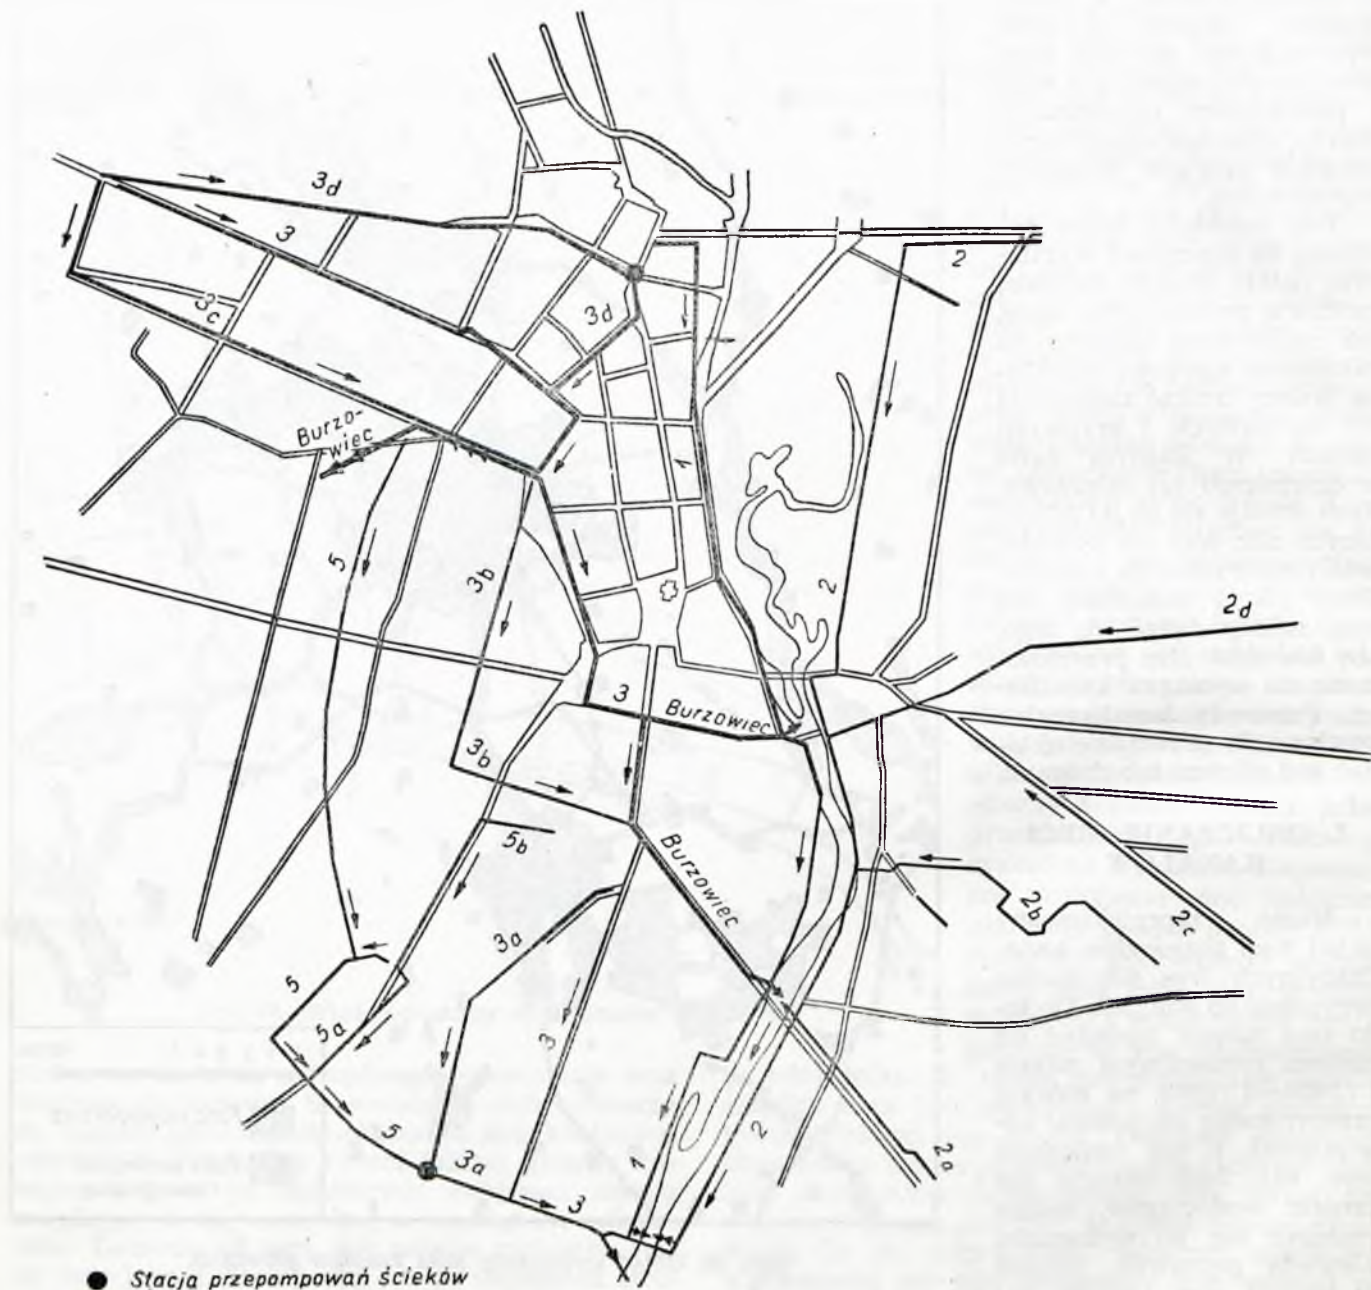 3d
3
2
3c
3d
Burzo-
wiec
1
5
3b
2
2d
3
Burzowiec
3b
5b
Burzowiec
2b
2c
3a
5
5a
3
2
5
3a
1
2a
3
● Stacja przepompowań ścieków